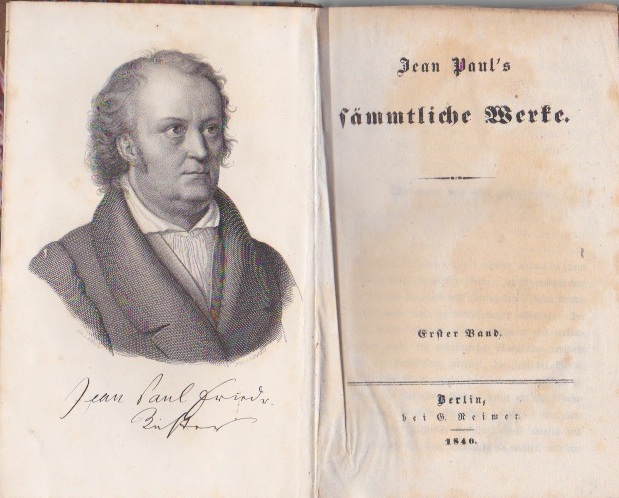 Jean Paul Friedr.
Richter
Jean Paul's
sämmtliche Werke.
Erster Band.
Berlin,
bei G. Reimer.
1840.